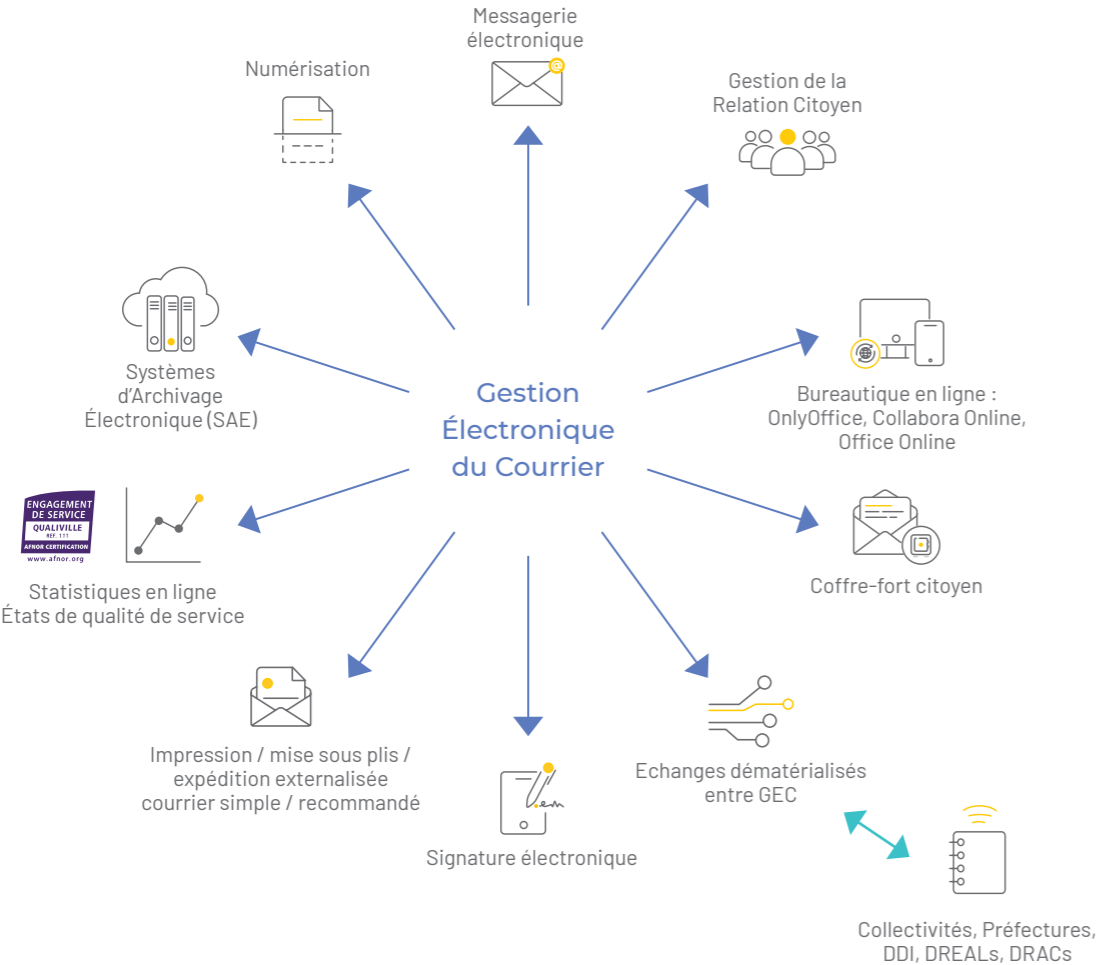 Messagerie
électronique
Numérisation
Gestion de la
Relation Citoyen
Systèmes
d'Archivage
Électronique (SAE)
Gestion
Électronique
du Courrier
Bureautique en ligne :
OnlyOffice, Collabora Online,
Office Online
ENGAGEMENT
DE SERVICE
QUALIVILLE
REF. 111
AFNOR CERTIFICATION
www.afnor.org
Statistiques en ligne
États de qualité de service
Coffre-fort citoyen
Impression / mise sous plis /
expédition externalisée
courrier simple / recommandé
Echanges dématérialisés
entre GEC
Signature électronique
Collectivités, Préfectures,
DDI, DREALs, DRACs